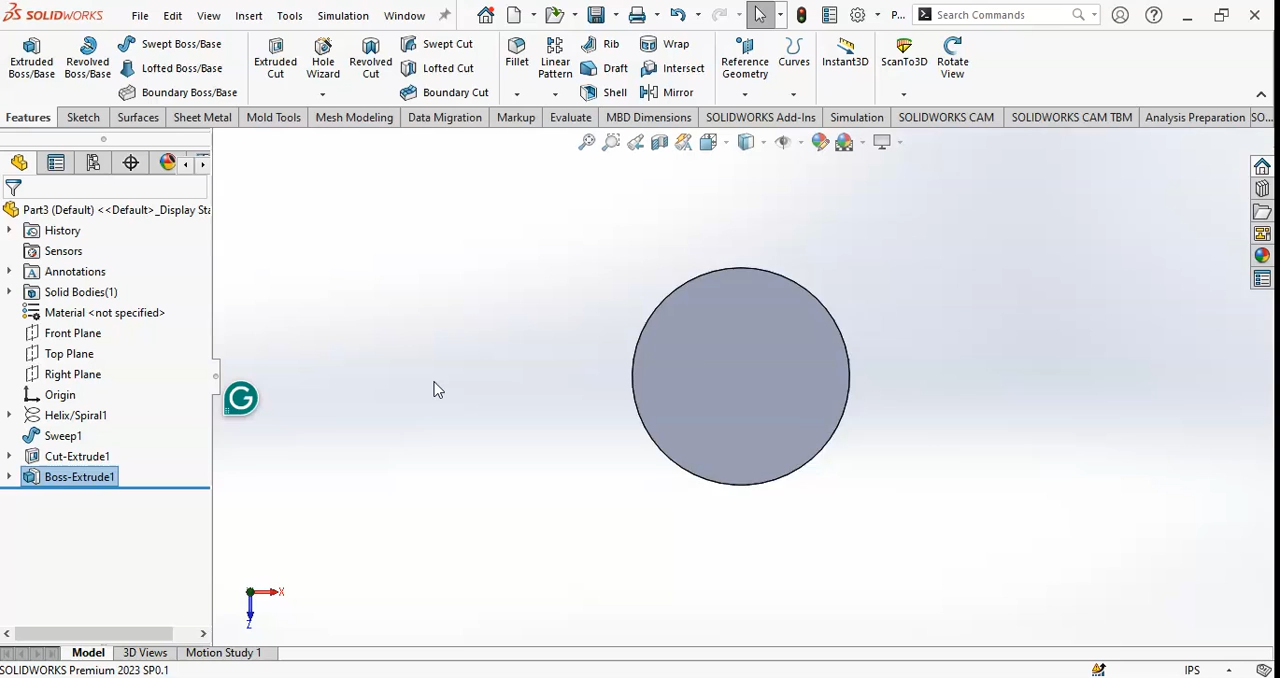 SOLIDWORKS File Edit View Insert Tools Simulation Window P... Search Commands
Extruded Boss/Base
Revolved Boss/Base
Swept Boss/Base
Lofted Boss/Base
Boundary Boss/Base
Extruded Cut
Hole Wizard
Revolved Cut
Swept Cut
Lofted Cut
Boundary Cut
Fillet
Linear Pattern
Rib
Draft
Shell
Wrap
Intersect
Mirror
Reference Geometry
Curves
Instant3D
ScanTo3D
Rotate View
Features Sketch Surfaces Sheet Metal Mold Tools Mesh Modeling Data Migration Markup Evaluate MBD Dimensions SOLIDWORKS Add-Ins Simulation SOLIDWORKS CAM SOLIDWORKS CAM TBM Analysis Preparation SO...
Part3 (Default) <<Default>_Display Sta
History
Sensors
Annotations
Solid Bodies(1)
Material <not specified>
Front Plane
Top Plane
Right Plane
Origin
Helix/Spiral1
Sweep1
Cut-Extrude1
Boss-Extrude1
G
X
Z
Model 3D Views Motion Study 1
SOLIDWORKS Premium 2023 SP0.1 IPS